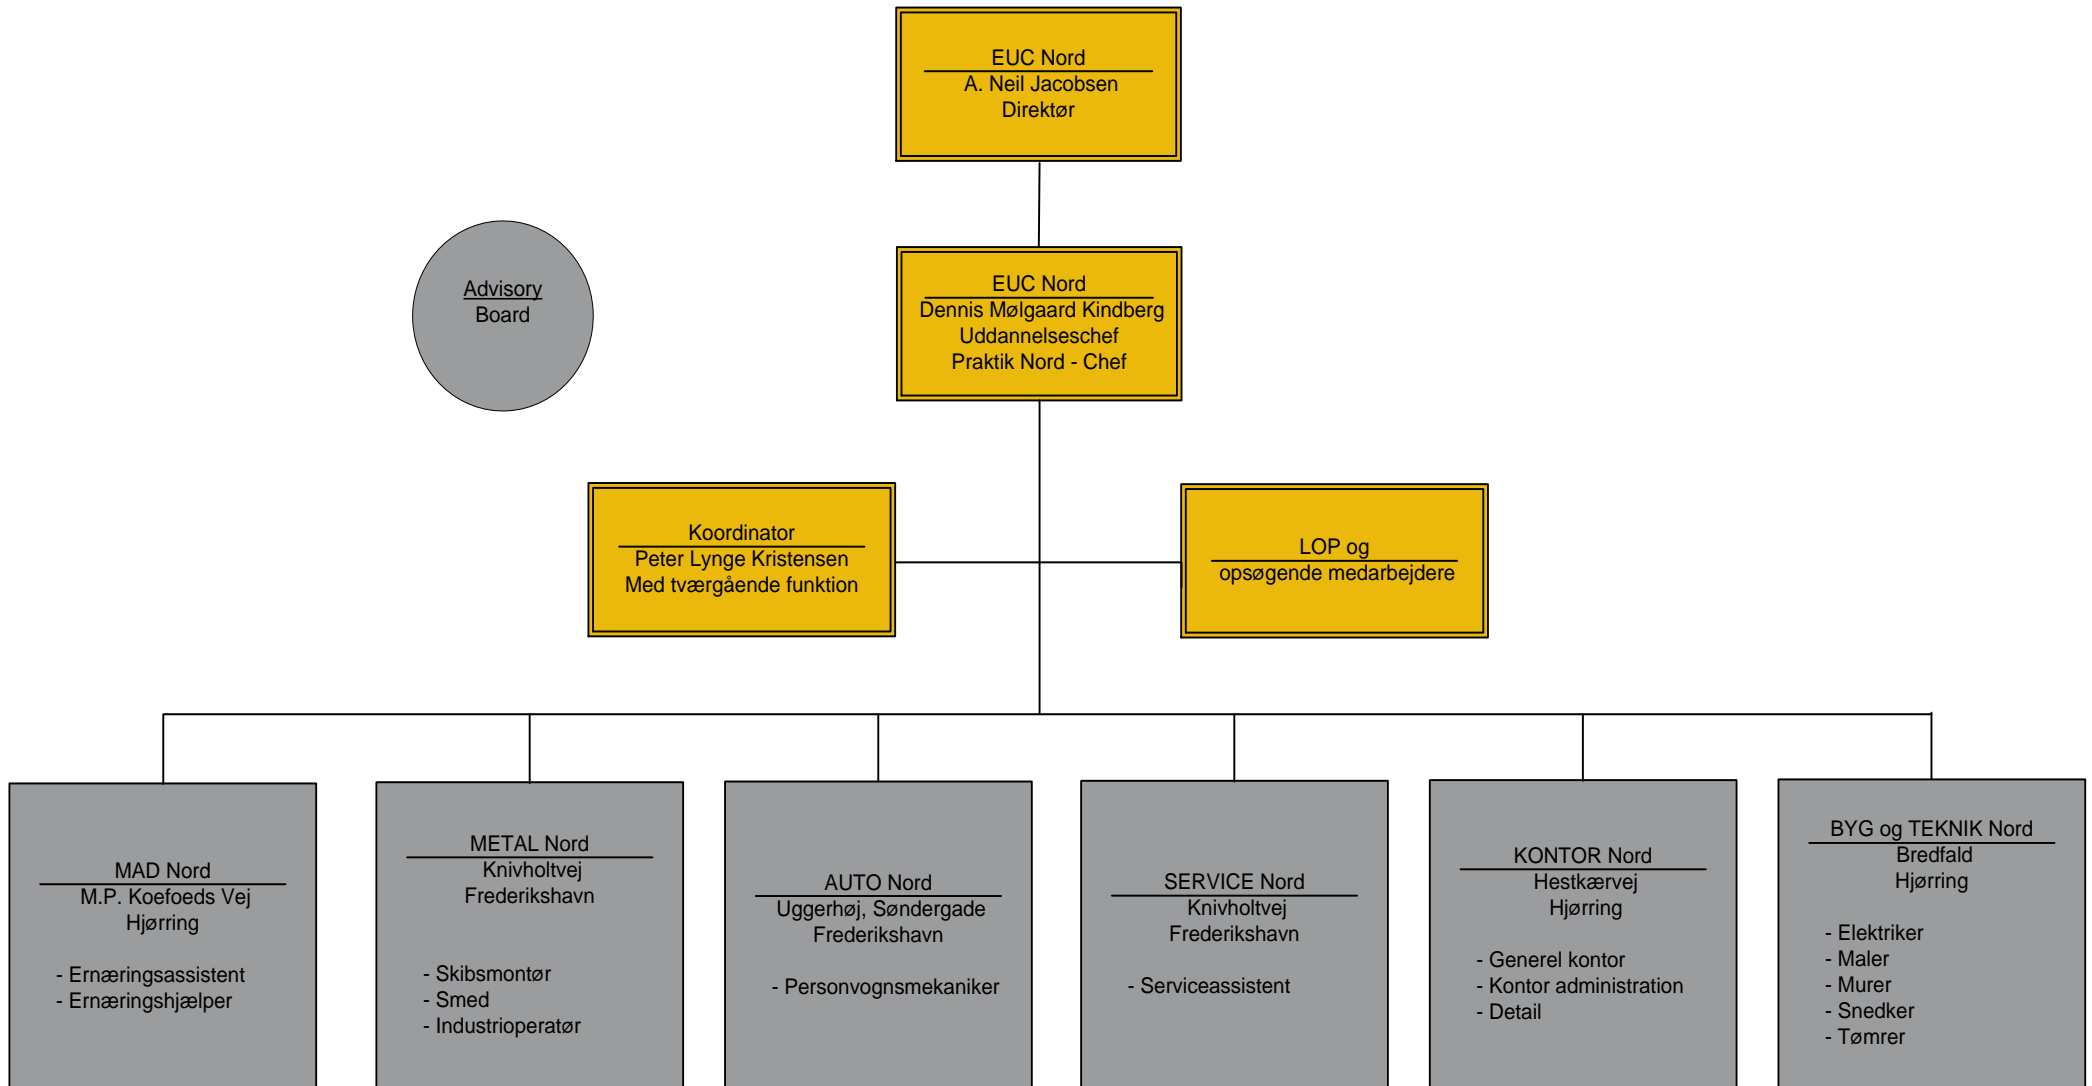 EUC Nord
A. Neil Jacobsen
Direktør
Advisory
Board
EUC Nord
Dennis Mølgaard Kindberg
Uddannelseschef
Praktik Nord - Chef
Koordinator
Peter Lynge Kristensen
Med tværgående funktion
LOP og
opsøgende medarbejdere
MAD Nord
M.P. Koefoeds Vej
Hjørring
- Ernæringsassistent
- Ernæringshjælper
METAL Nord
Knivholtvej
Frederikshavn
- Skibsmontør
- Smed
- Industrioperatør
AUTO Nord
Uggerhøj, Søndergade
Frederikshavn
- Personvognsmekaniker
SERVICE Nord
Knivholtvej
Frederikshavn
- Serviceassistent
KONTOR Nord
Hestkærvej
Hjørring
- Generel kontor
- Kontor administration
- Detail
BYG og TEKNIK Nord
Bredfald
Hjørring
- Elektriker
- Maler
- Murer
- Snedker
- Tømrer